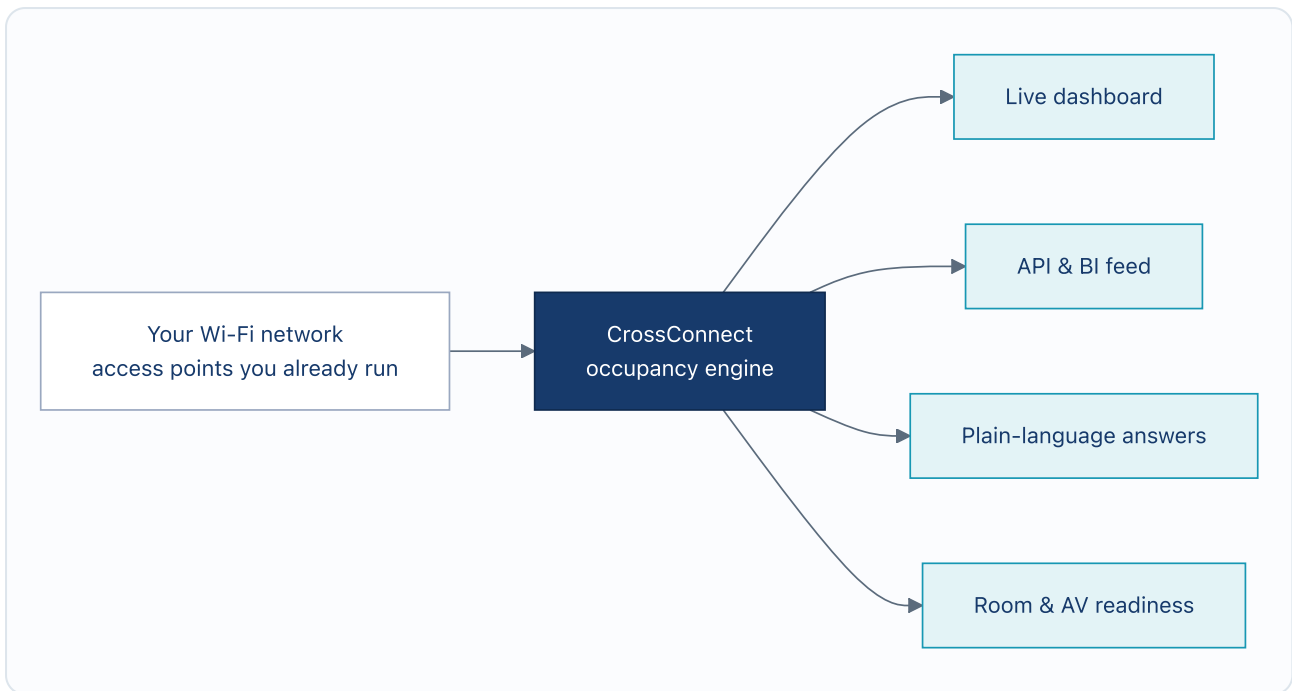 Your Wi-Fi network
access points you already run
CrossConnect
occupancy engine
Live dashboard
API & BI feed
Plain-language answers
Room & AV readiness